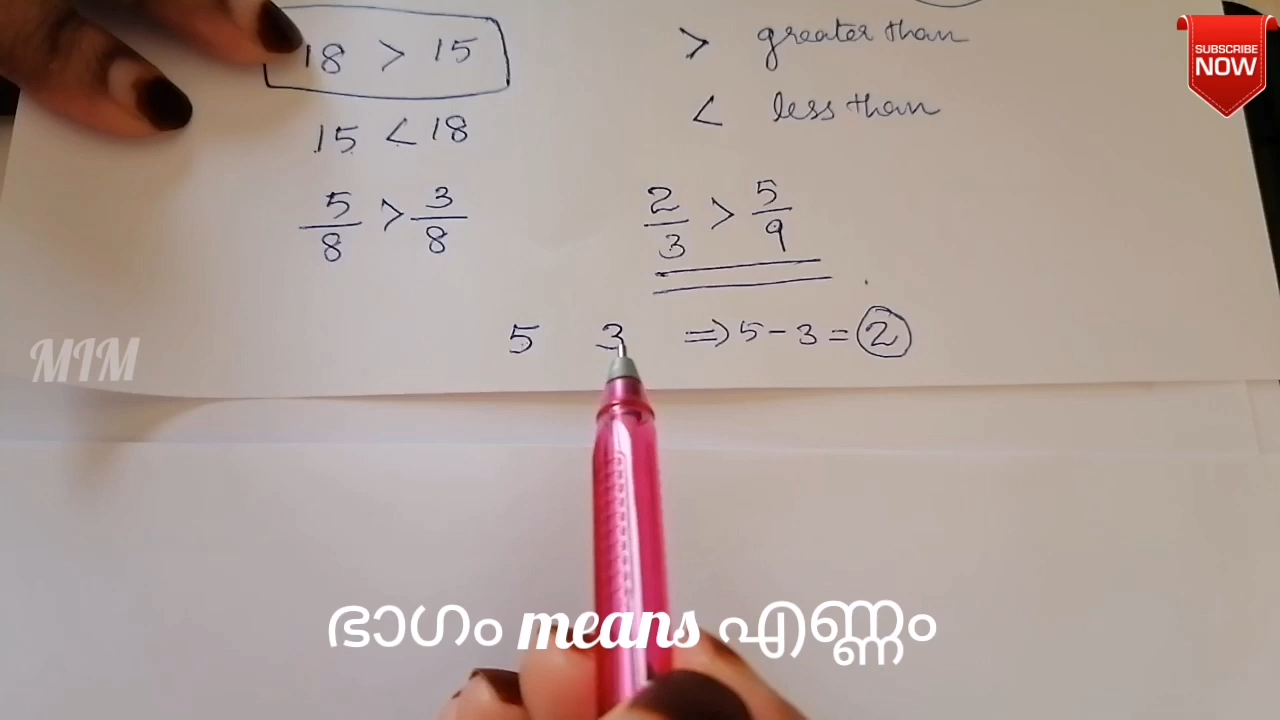 18 > 15
> greater than
SUBSCRIBE
NOW
15 < 18
< less than
5/8 > 3/8
2/3 > 5/9
5 3 => 5 - 3 = 2
MIM
ഭാഗം means എണ്ണം